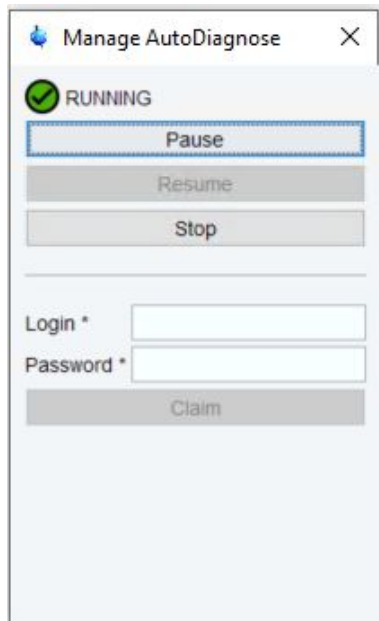 Manage AutoDiagnose
RUNNING
Pause
Resume
Stop
Login *
Password *
Claim